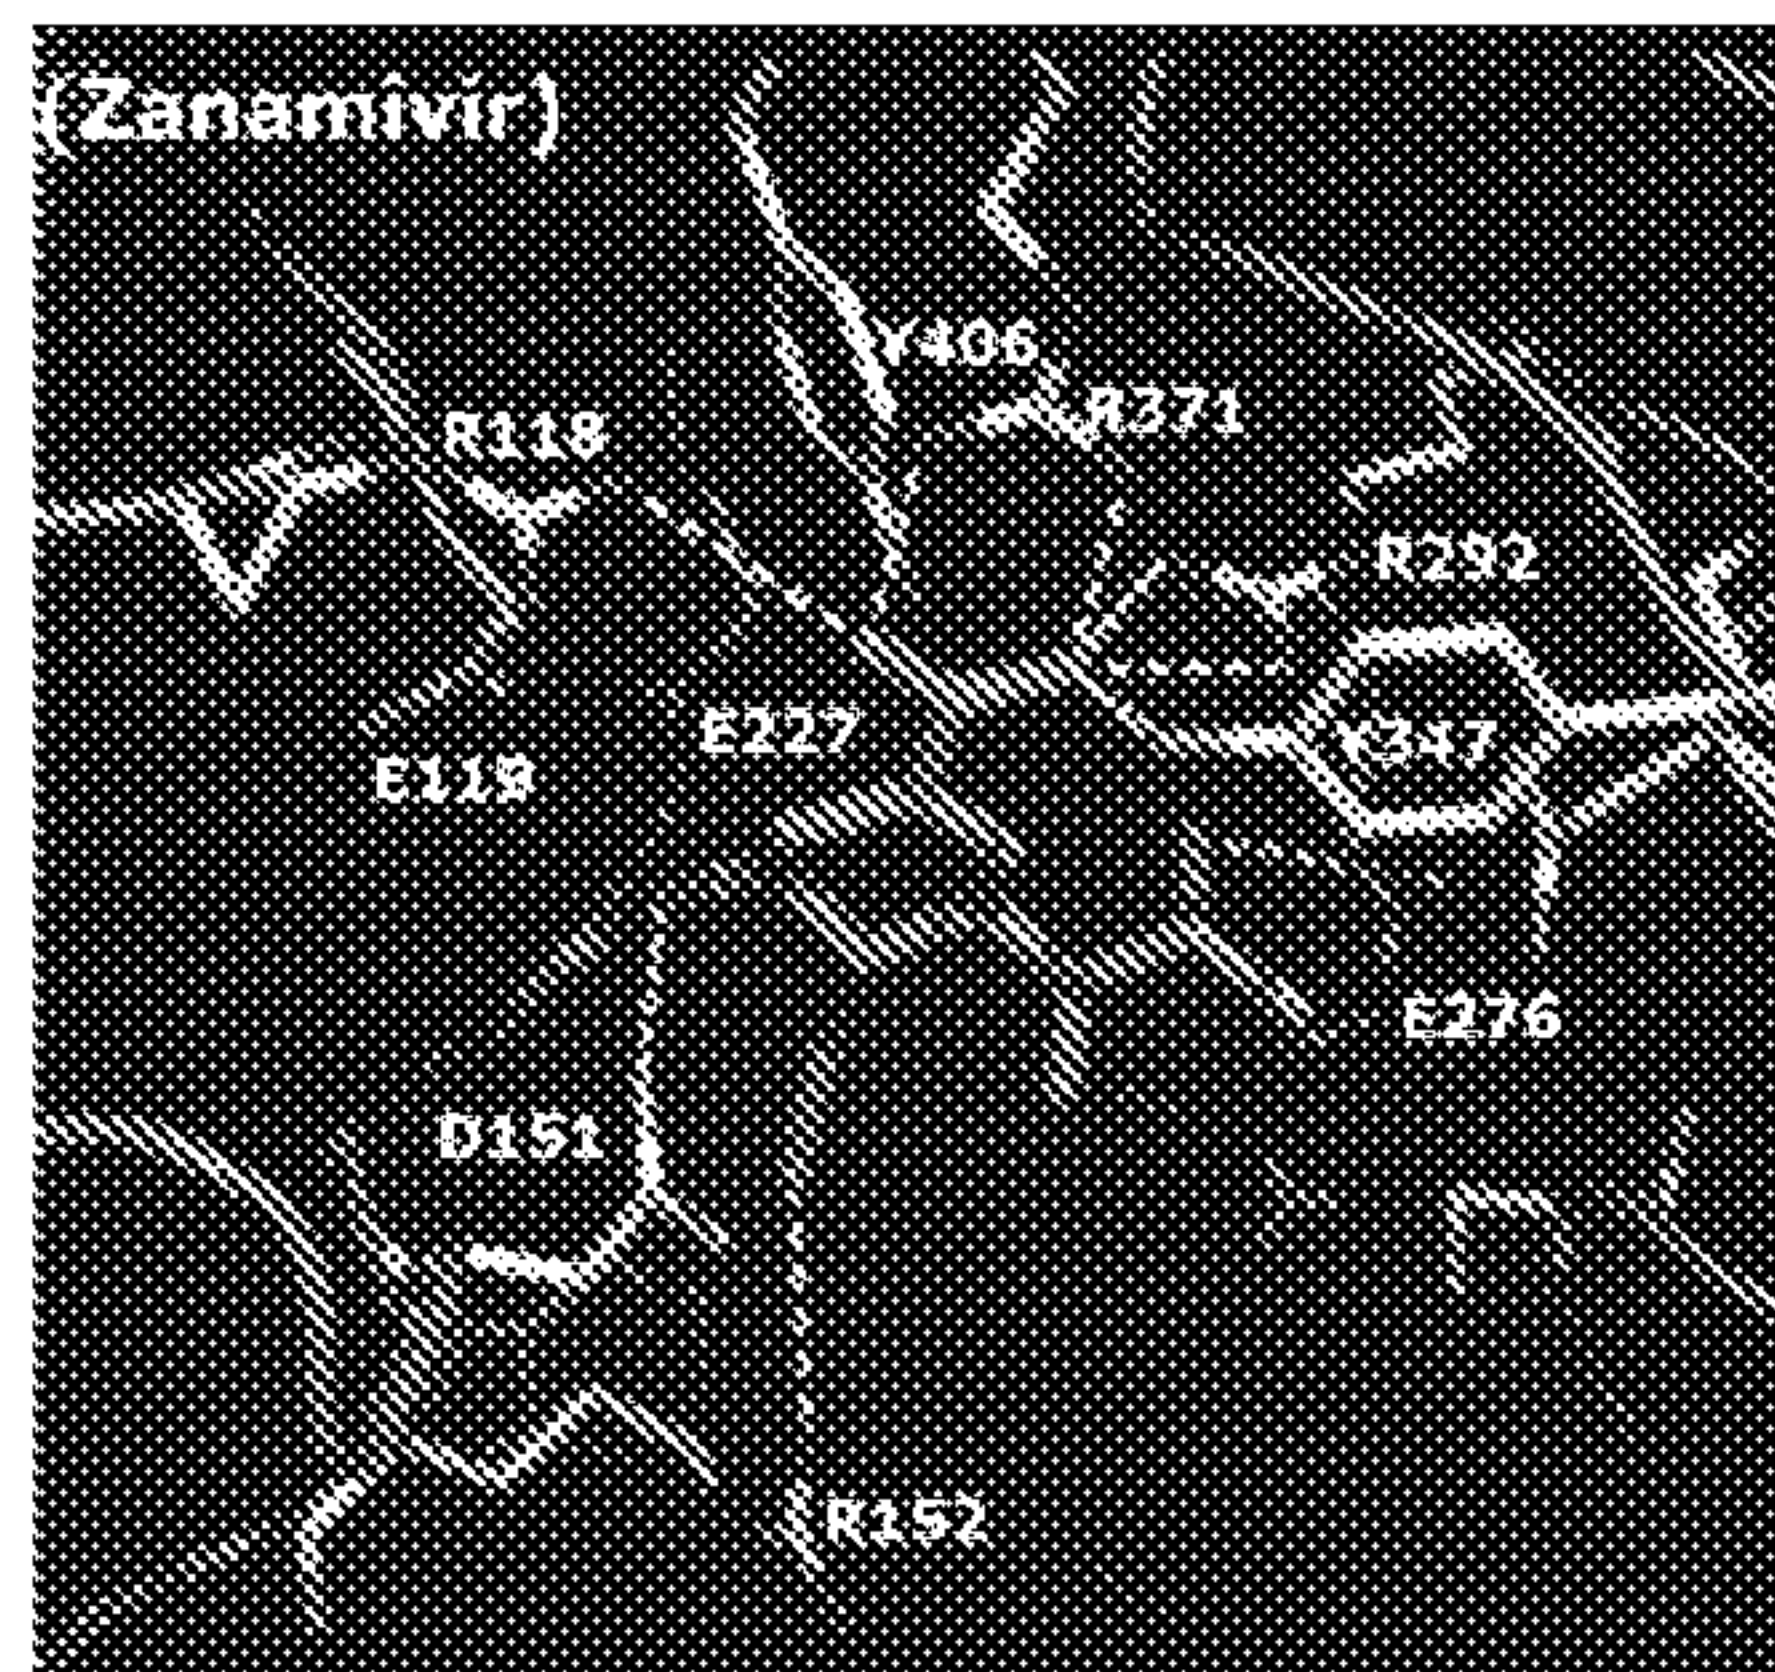 (Zanamivir)
Y406
R371
R118
R292
E227
Y347
E119
E276
D151
R152